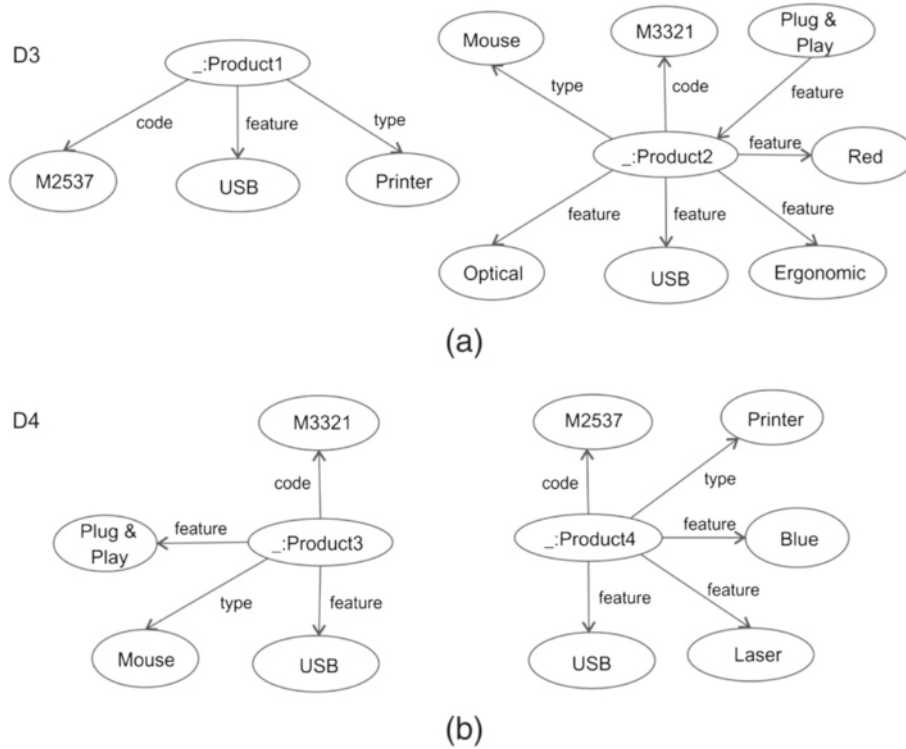 D3
_:Product1
code
feature
type
M2537
USB
Printer
Mouse
M3321
Plug &
Play
type
code
feature
_:Product2
feature
Red
feature
feature
feature
Optical
USB
Ergonomic
(a)
D4
M3321
code
Plug &
Play
feature
_:Product3
type
feature
Mouse
USB
M2537
Printer
code
type
_:Product4
feature
Blue
feature
feature
USB
Laser
(b)